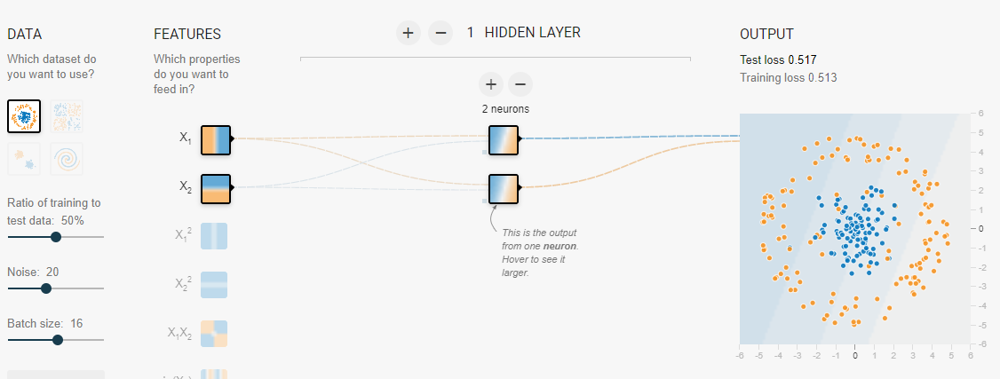 DATA
Which dataset do
you want to use?
Ratio of training to
test data: 50%
Noise: 20
Batch size: 16
FEATURES
Which properties
do you want to
feed in?
X1
X2
X1²
X2²
X1X2
1 HIDDEN LAYER
2 neurons
This is the output
from one neuron.
Hover to see it
larger.
OUTPUT
Test loss 0.517
Training loss 0.513
6
5
4
3
2
1
0
-1
-2
-3
-4
-5
-6
-6 -5 -4 -3 -2 -1 0 1 2 3 4 5 6